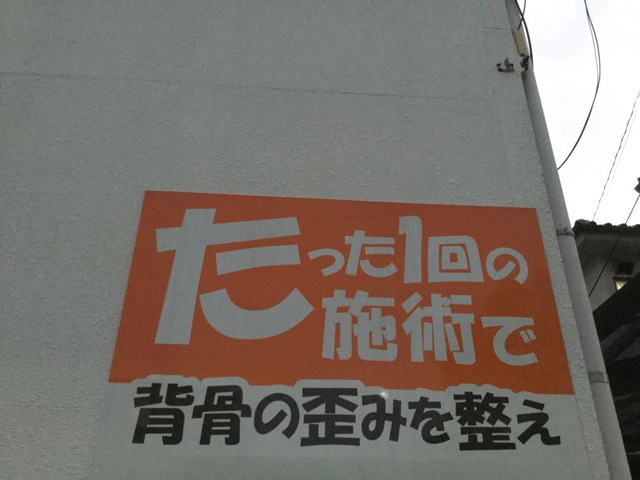 たった1回の
施術で
背骨の歪みを整え